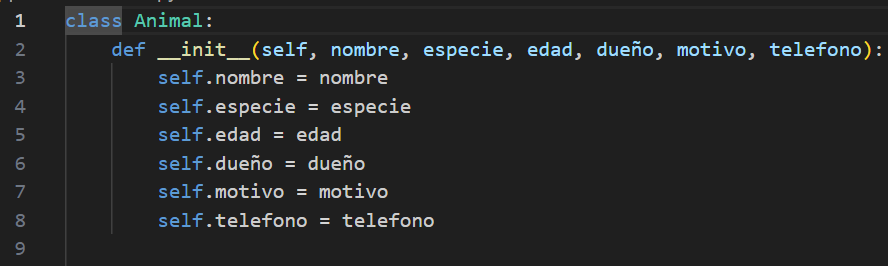 1 class Animal:
2     def __init__(self, nombre, especie, edad, dueño, motivo, telefono):
3         self.nombre = nombre
4         self.especie = especie
5         self.edad = edad
6         self.dueño = dueño
7         self.motivo = motivo
8         self.telefono = telefono
9